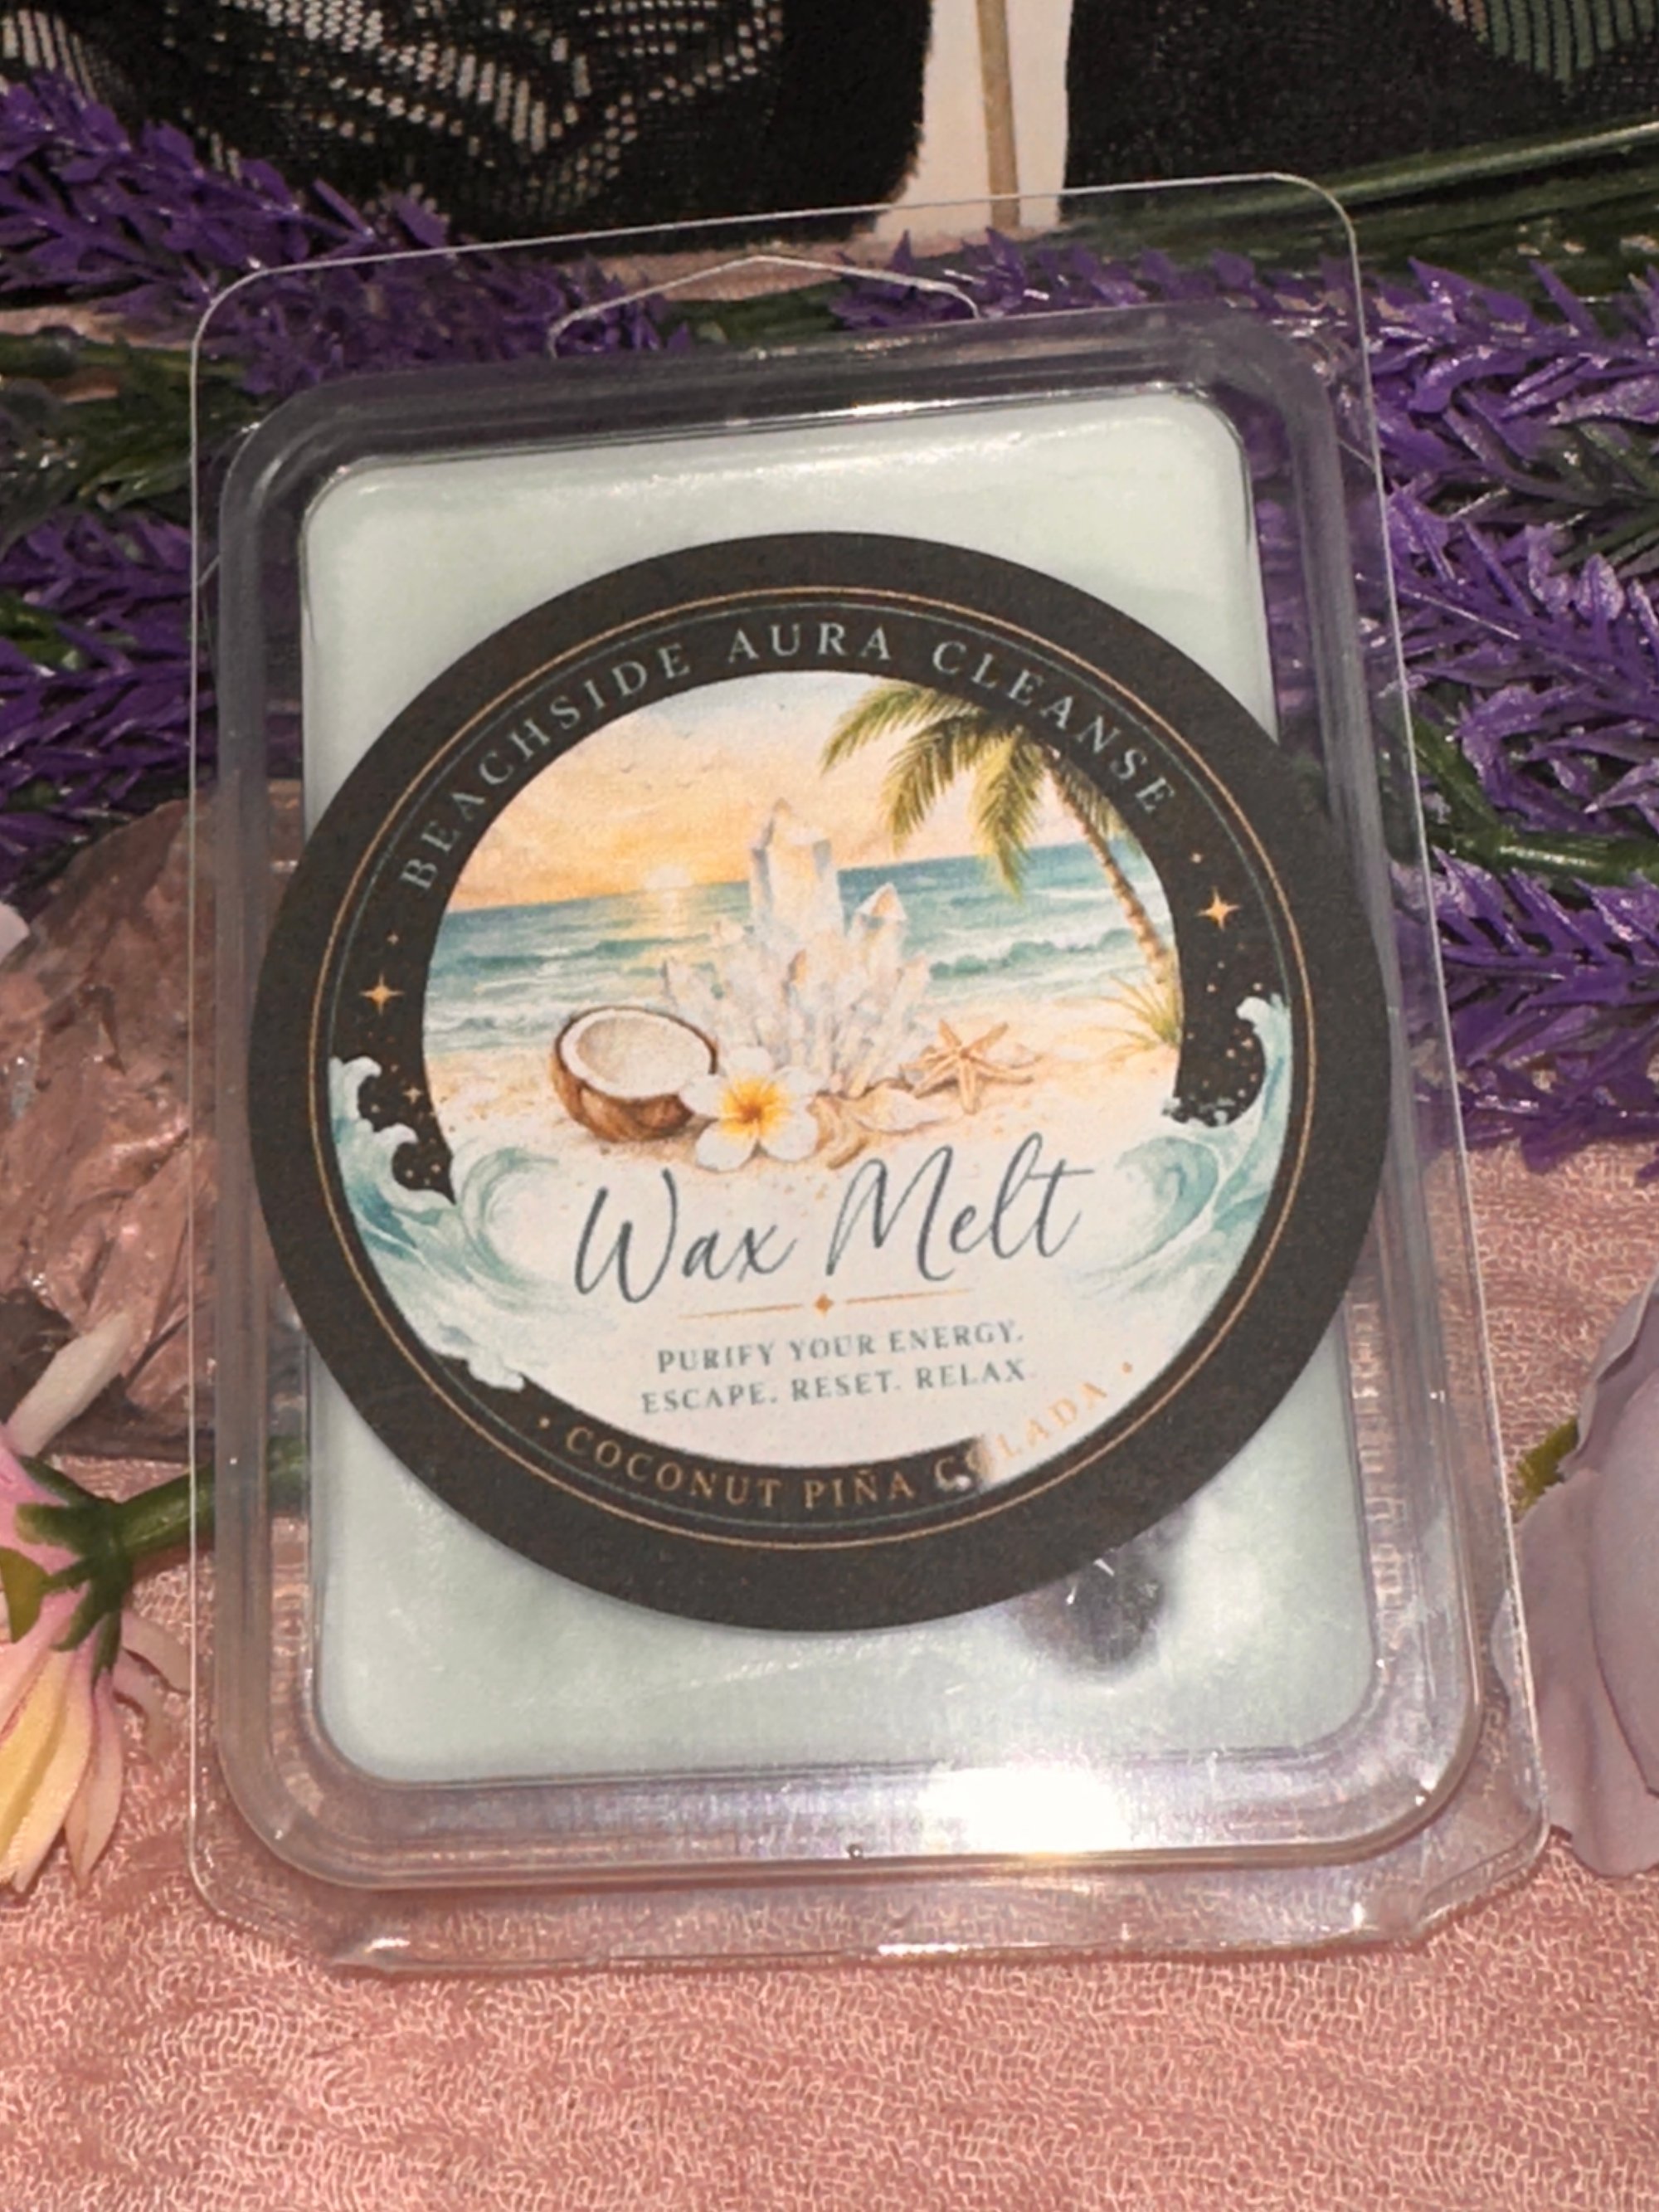 BEACHSIDE AURA CLEANSE
Wax Melt
PURIFY YOUR ENERGY.
ESCAPE. RESET. RELAX.
• COCONUT PIÑA COLADA •